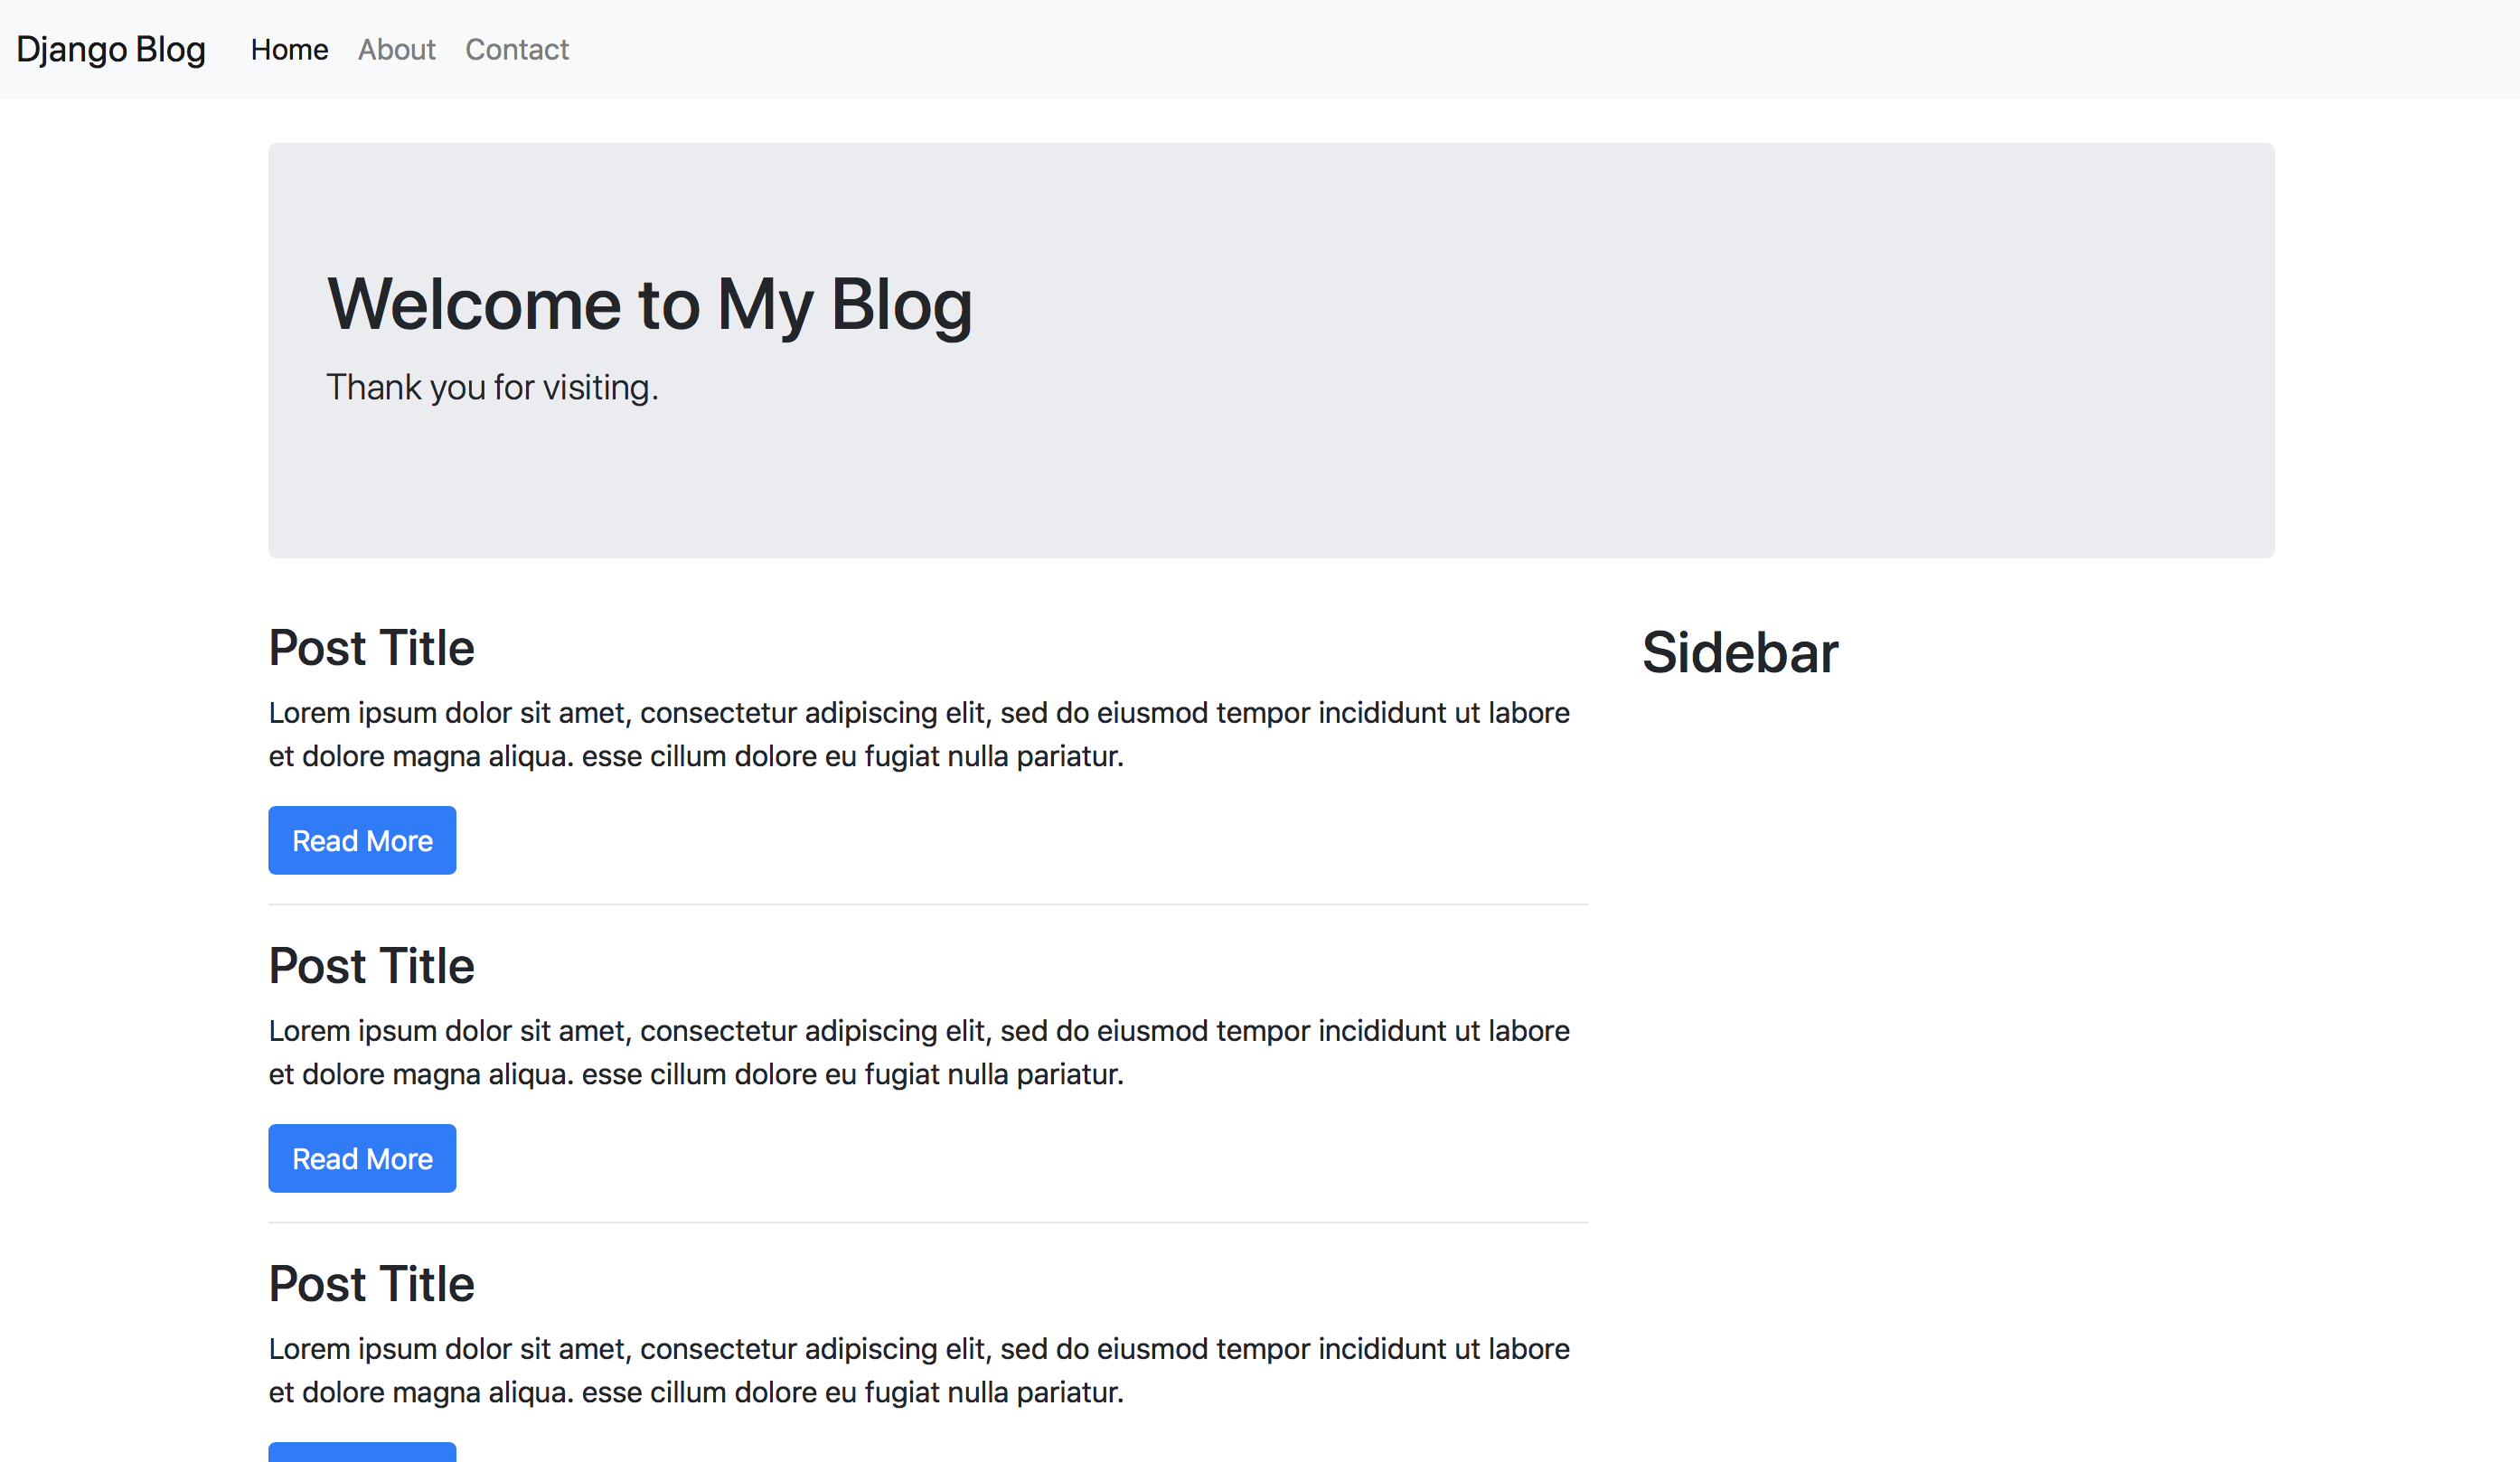 Django Blog Home About Contact
Welcome to My Blog
Thank you for visiting.
Post Title
Lorem ipsum dolor sit amet, consectetur adipiscing elit, sed do eiusmod tempor incididunt ut labore
et dolore magna aliqua. esse cillum dolore eu fugiat nulla pariatur.
Read More
Post Title
Lorem ipsum dolor sit amet, consectetur adipiscing elit, sed do eiusmod tempor incididunt ut labore
et dolore magna aliqua. esse cillum dolore eu fugiat nulla pariatur.
Read More
Post Title
Lorem ipsum dolor sit amet, consectetur adipiscing elit, sed do eiusmod tempor incididunt ut labore
et dolore magna aliqua. esse cillum dolore eu fugiat nulla pariatur.
Sidebar